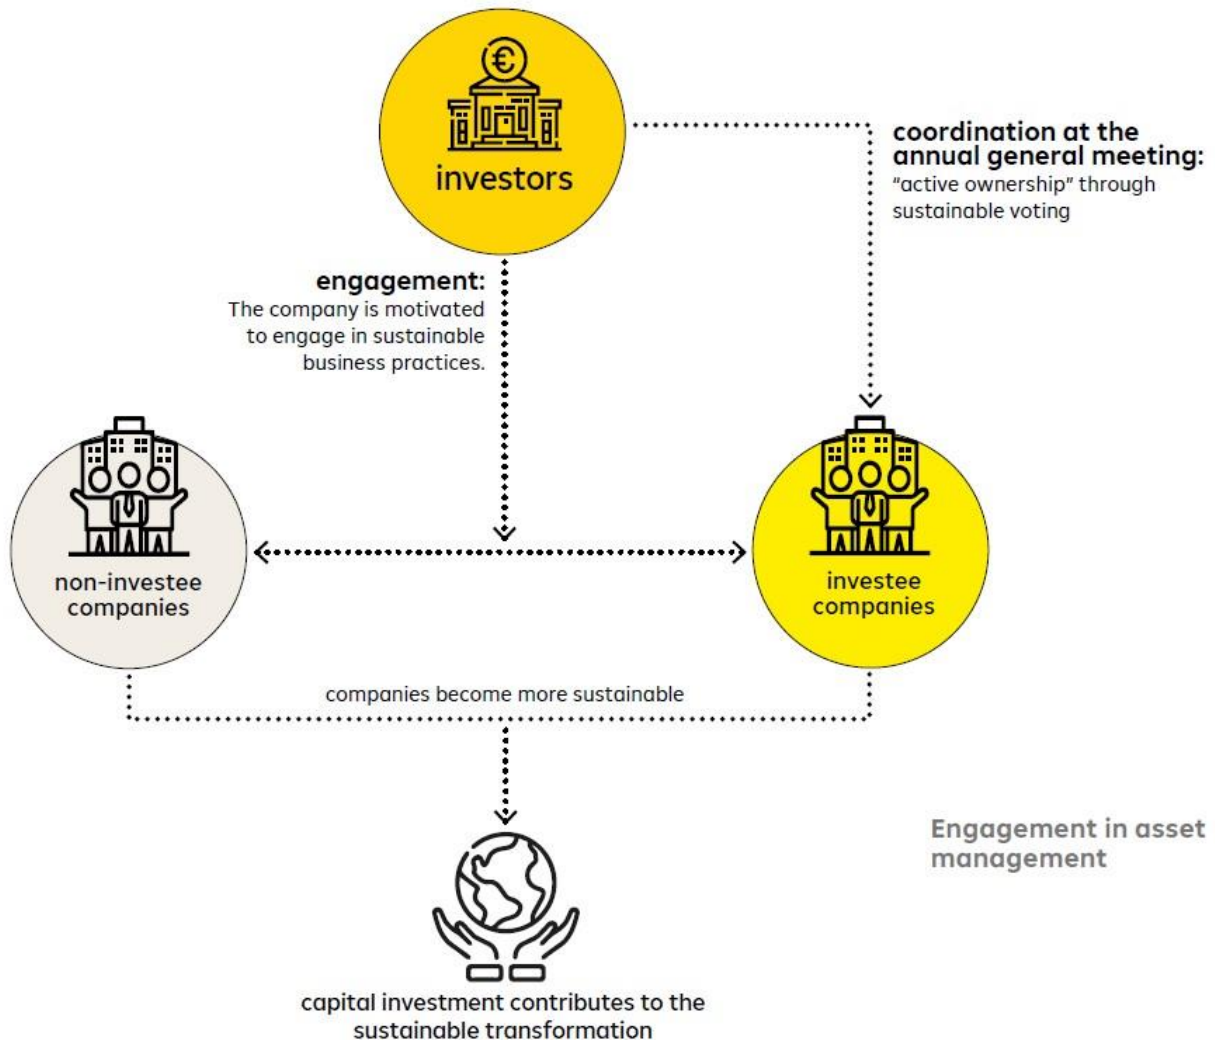 €
investors
coordination at the
annual general meeting:
“active ownership” through
sustainable voting
engagement:
The company is motivated
to engage in sustainable
business practices.
non-investee
companies
investee
companies
companies become more sustainable
Engagement in asset
management
capital investment contributes to the
sustainable transformation